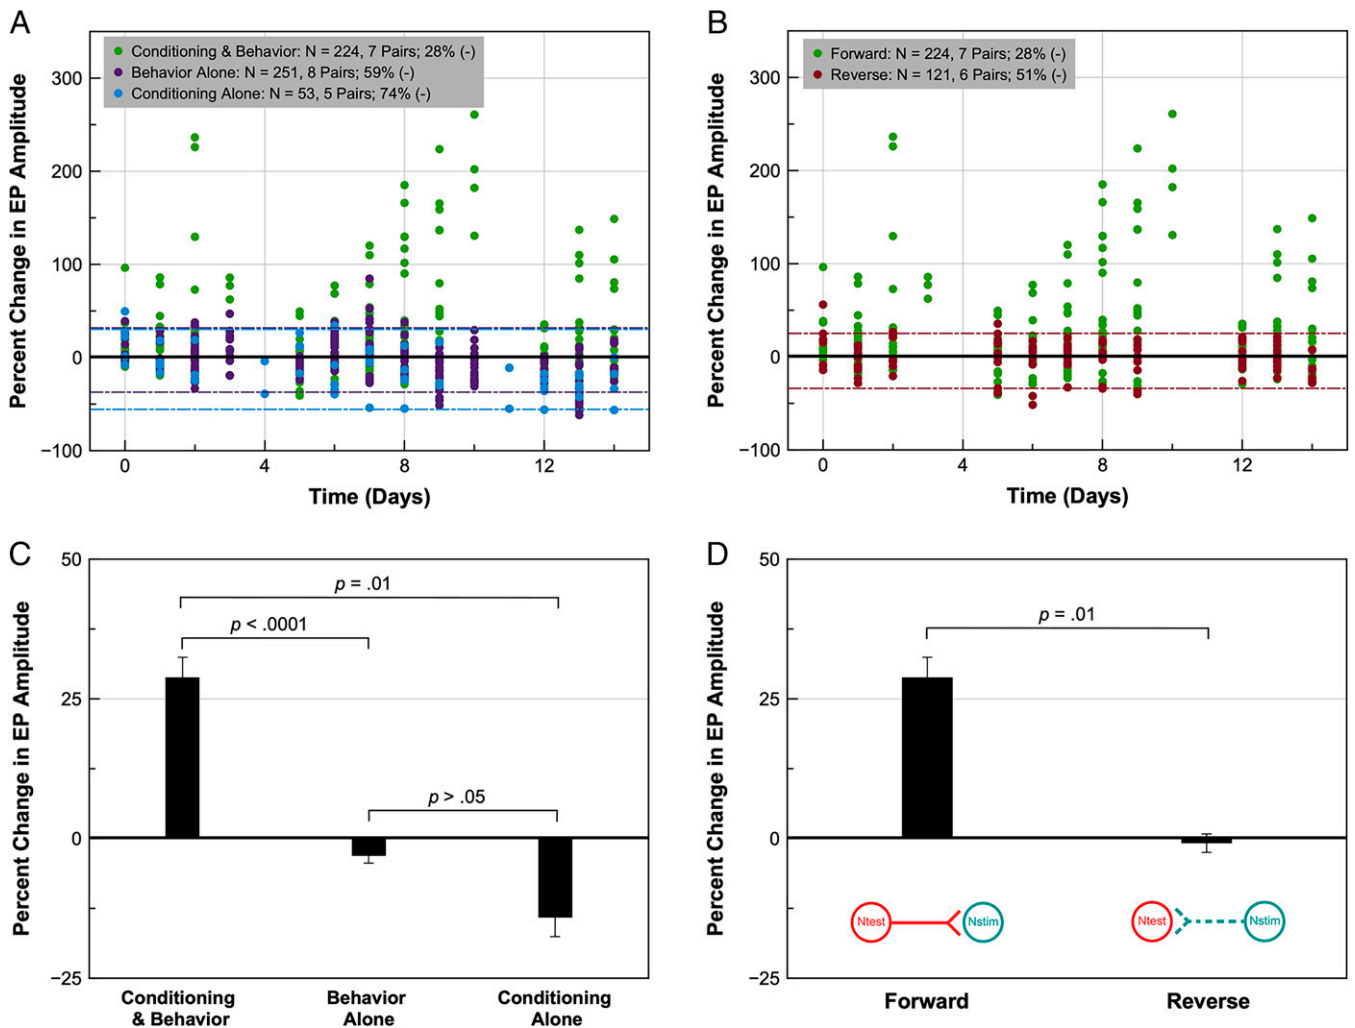 A
Conditioning & Behavior: N = 224, 7 Pairs; 28% (-)
Behavior Alone: N = 251, 8 Pairs; 59% (-)
Conditioning Alone: N = 53, 5 Pairs; 74% (-)
Percent Change in EP Amplitude
300
200
100
0
−100
0 4 8 12
Time (Days)
B
Forward: N = 224, 7 Pairs; 28% (-)
Reverse: N = 121, 6 Pairs; 51% (-)
Percent Change in EP Amplitude
300
200
100
0
−100
0 4 8 12
Time (Days)
C
Percent Change in EP Amplitude
50
25
0
−25
p = .01
p < .0001
p > .05
Conditioning
& Behavior
Behavior
Alone
Conditioning
Alone
D
Percent Change in EP Amplitude
50
25
0
−25
p = .01
Ntest Nstim
Ntest Nstim
Forward
Reverse